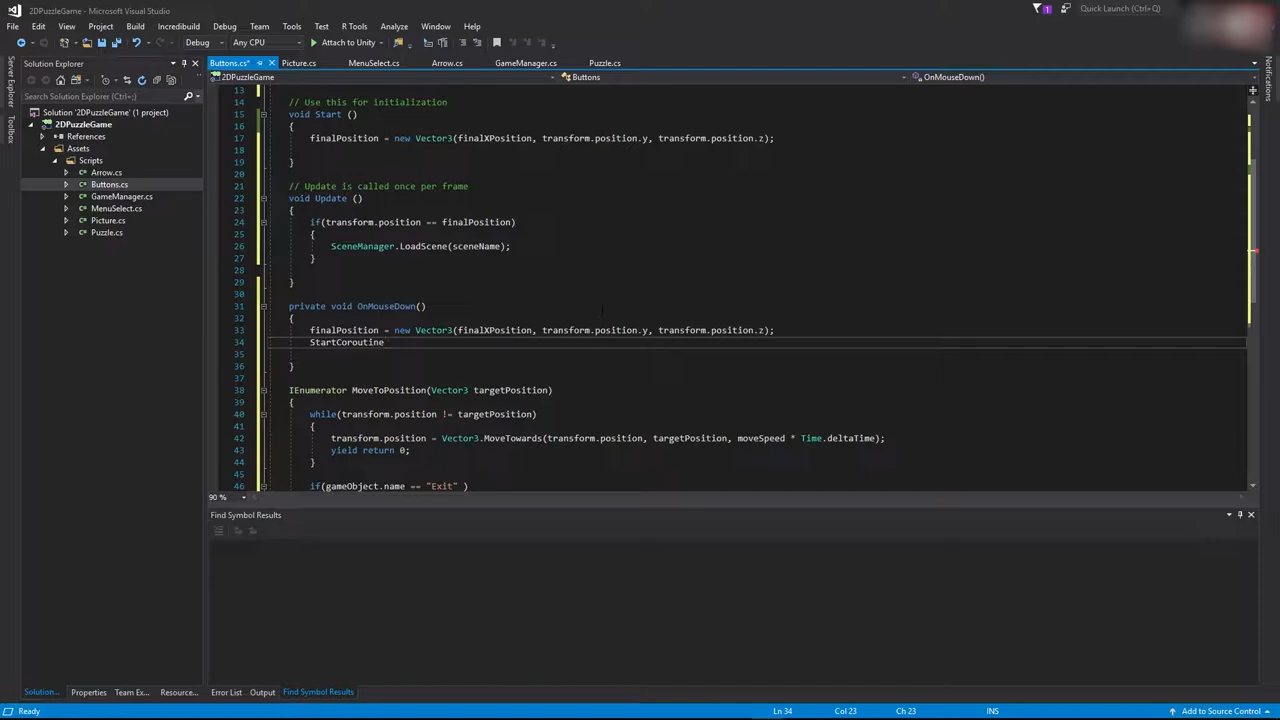 2DPuzzleGame - Microsoft Visual Studio
1
Quick Launch (Ctrl+;)
File Edit View Project Incredibuild Debug Team Test R Tools Analyze Window Help
Debug Any CPU Attach to Unity
Server Explorer
Toolbox
Notifications
Solution Explorer
Search Solution Explorer (Ctrl+;)
Solution '2DPuzzleGame' (1 project)
2DPuzzleGame
References
Assets
Scripts
Arrow.cs
Buttons.cs
GameManager.cs
MenuSelect.cs
Picture.cs
Puzzle.cs
Buttons.cs* Picture.cs MenuSelect.cs Arrow.cs GameManager.cs Puzzle.cs
2DPuzzleGame Buttons OnMouseDown()
13
14 // Use this for initialization
15 void Start ()
16 {
17 finalPosition = new Vector3(finalXPosition, transform.position.y, transform.position.z);
18
19 }
20
21 // Update is called once per frame
22 void Update ()
23 {
24 if(transform.position == finalPosition)
25 {
26 SceneManager.LoadScene(sceneName);
27 }
28
29 }
30
31 private void OnMouseDown()
32 {
33 finalPosition = new Vector3(finalXPosition, transform.position.y, transform.position.z);
34 StartCoroutine
35
36 }
37
38 IEnumerator MoveToPosition(Vector3 targetPosition)
39 {
40 while(transform.position != targetPosition)
41 {
42 transform.position = Vector3.MoveTowards(transform.position, targetPosition, moveSpeed * Time.deltaTime);
43 yield return 0;
44 }
45
46 if(gameObject.name == "Exit" )
90 %
Find Symbol Results
Solution... Properties Team Ex... Resource... Error List Output Find Symbol Results
Ready Ln 34 Col 23 Ch 23 INS Add to Source Control